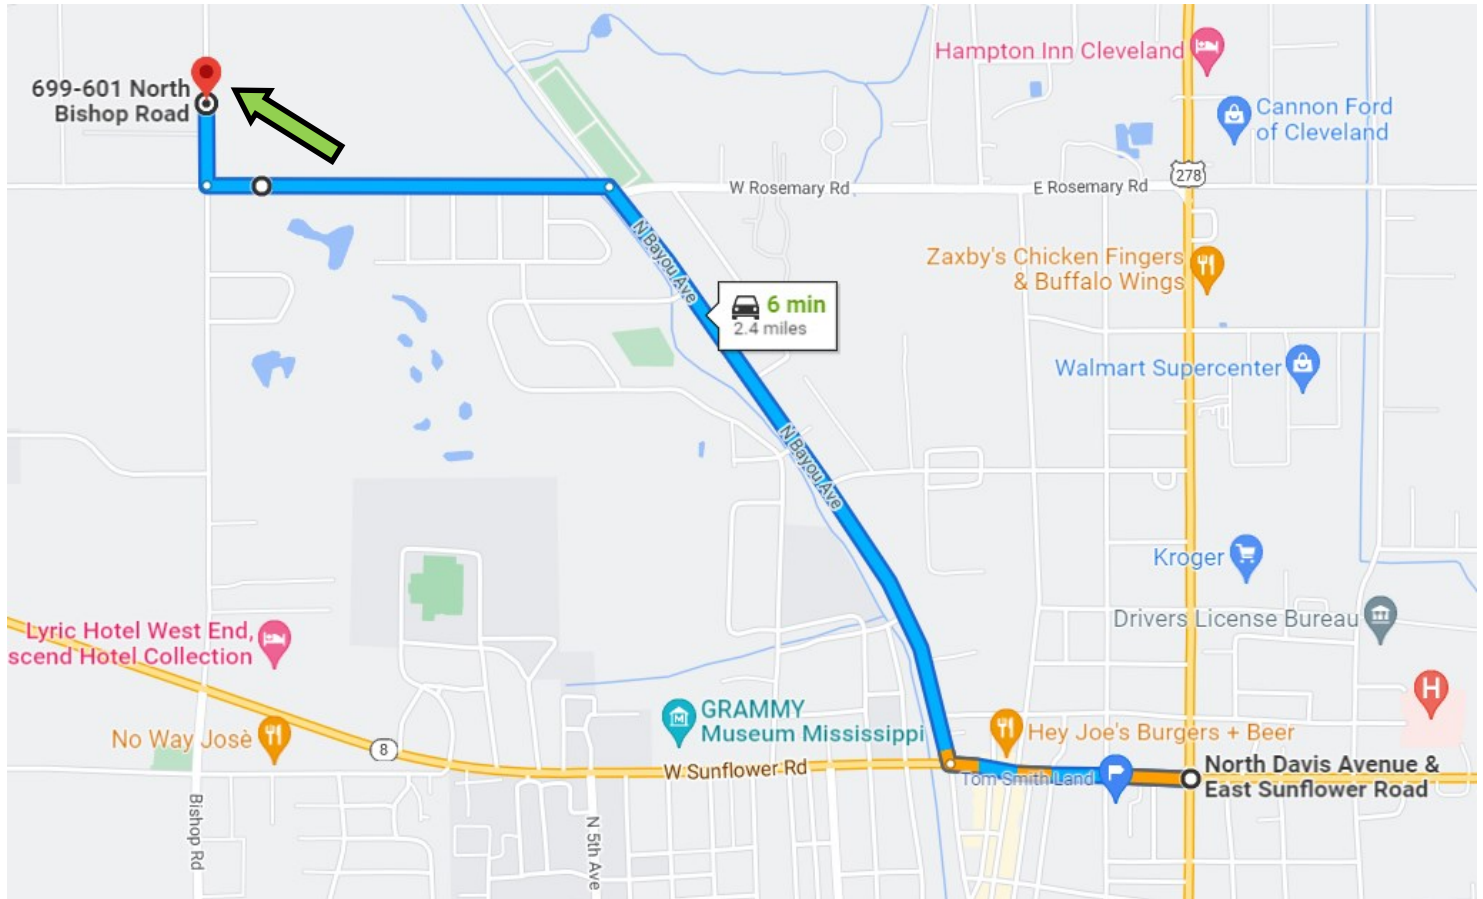 Hampton Inn Cleveland
699-601 North
Bishop Road
Cannon Ford
of Cleveland
278
W Rosemary Rd
E Rosemary Rd
N Bayou Ave
Zaxby's Chicken Fingers
& Buffalo Wings
6 min
2.4 miles
Walmart Supercenter
N Bayou Ave
Kroger
Drivers License Bureau
Lyric Hotel West End,
scend Hotel Collection
H
GRAMMY
Museum Mississippi
No Way Josè
Hey Joe's Burgers + Beer
8
W Sunflower Rd
Tom Smith Land
North Davis Avenue &
East Sunflower Road
Bishop Rd
N 5th Ave